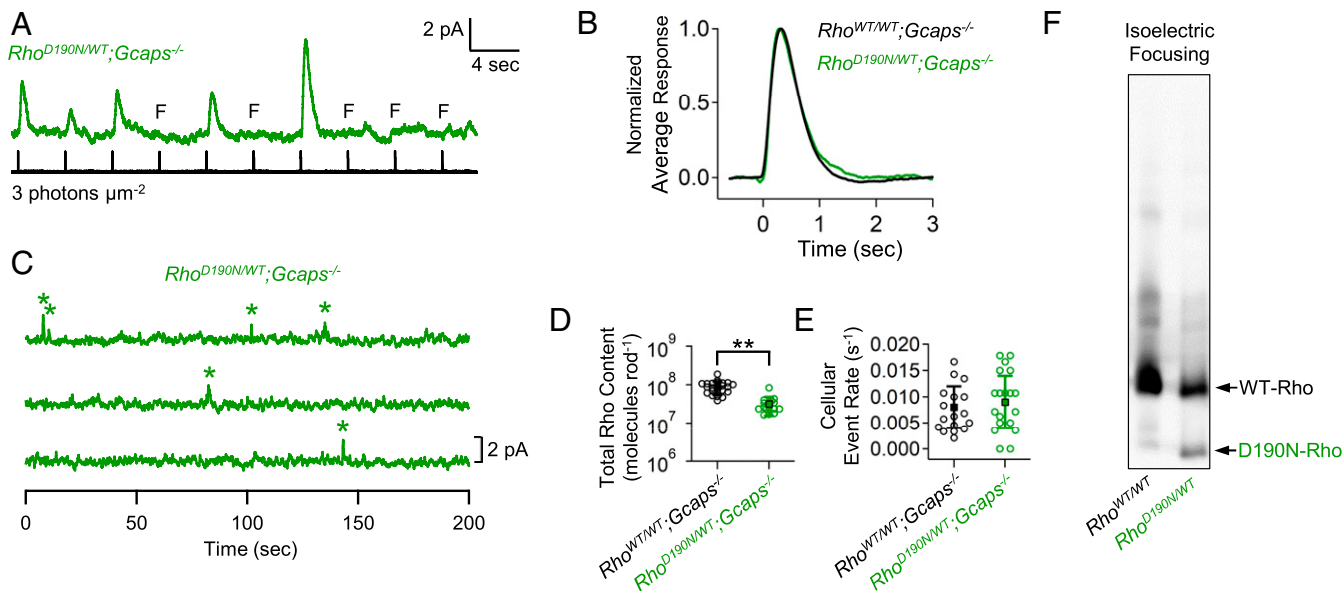 A
Rho^D190N/WT;Gcaps^-/-
2 pA
4 sec
F F F F F
3 photons µm^-2
B
Rho^WT/WT;Gcaps^-/-
Rho^D190N/WT;Gcaps^-/-
Normalized
Average Response
1.0
0.5
0.0
0 1 2 3
Time (sec)
C
Rho^D190N/WT;Gcaps^-/-
* * * *
*
*
2 pA
0 50 100 150 200
Time (sec)
D
Total Rho Content
(molecules rod^-1)
**
10^9
10^8
10^7
10^6
Rho^WT/WT;Gcaps^-/-
Rho^D190N/WT;Gcaps^-/-
E
Cellular
Event Rate (s^-1)
0.020
0.015
0.010
0.005
0.000
Rho^WT/WT;Gcaps^-/-
Rho^D190N/WT;Gcaps^-/-
F
Isoelectric
Focusing
WT-Rho
D190N-Rho
Rho^WT/WT
Rho^D190N/WT